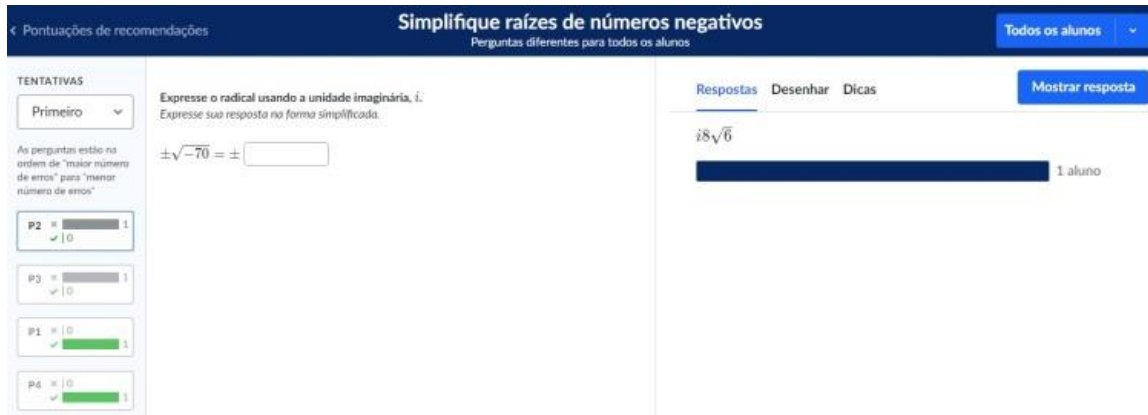 Simplifique raízes de números negativos
‹ Pontuações de recomendações
Perguntas diferentes para todos os alunos
Todos os alunos
TENTATIVAS
Primeiro
As perguntas estão na
ordem de "maior número
de erros" para "menor
número de erros"
P2 × 1
✓ 0
P3 × 1
✓ 0
P1 × 0
✓ 1
P4 × 0
✓ 1
Expresse o radical usando a unidade imaginária, i.
Expresse sua resposta na forma simplificada.
±√−70 = ±
Respostas Desenhar Dicas
Mostrar resposta
i8√6
1 aluno